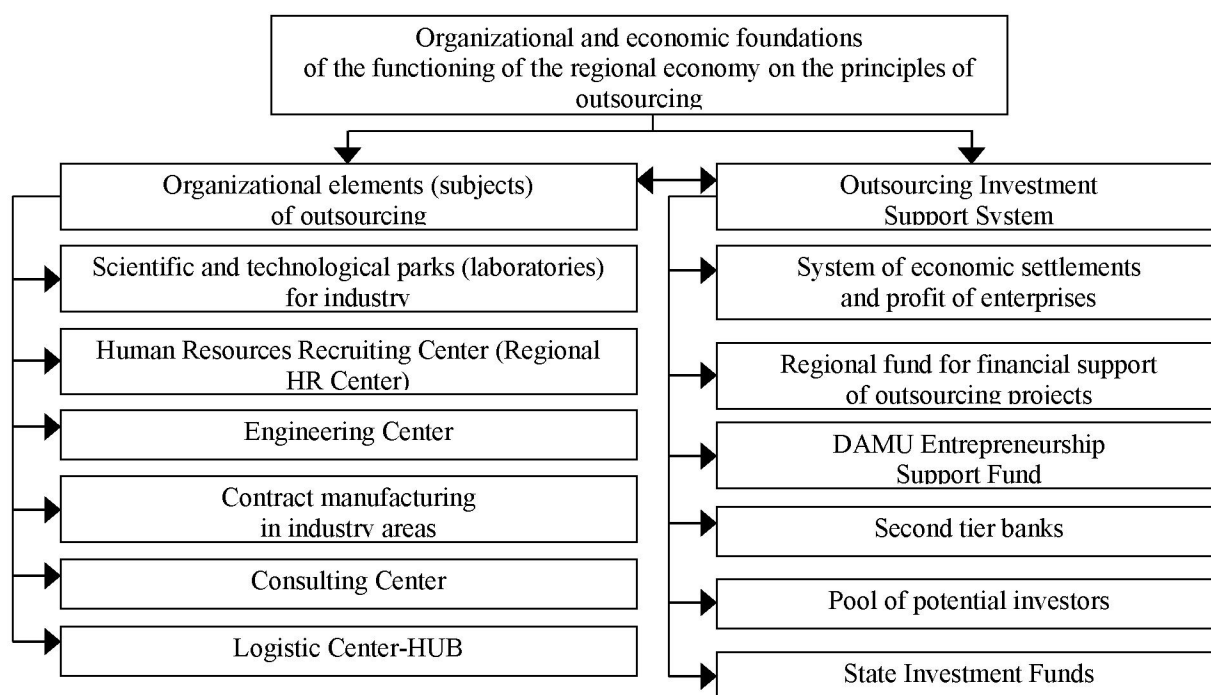 Organizational and economic foundations
of the functioning of the regional economy on the principles of
outsourcing
Organizational elements (subjects)
of outsourcing
Scientific and technological parks (laboratories)
for industry
Human Resources Recruiting Center (Regional
HR Center)
Engineering Center
Contract manufacturing
in industry areas
Consulting Center
Logistic Center-HUB
Outsourcing Investment
Support System
System of economic settlements
and profit of enterprises
Regional fund for financial support
of outsourcing projects
DAMU Entrepreneurship
Support Fund
Second tier banks
Pool of potential investors
State Investment Funds